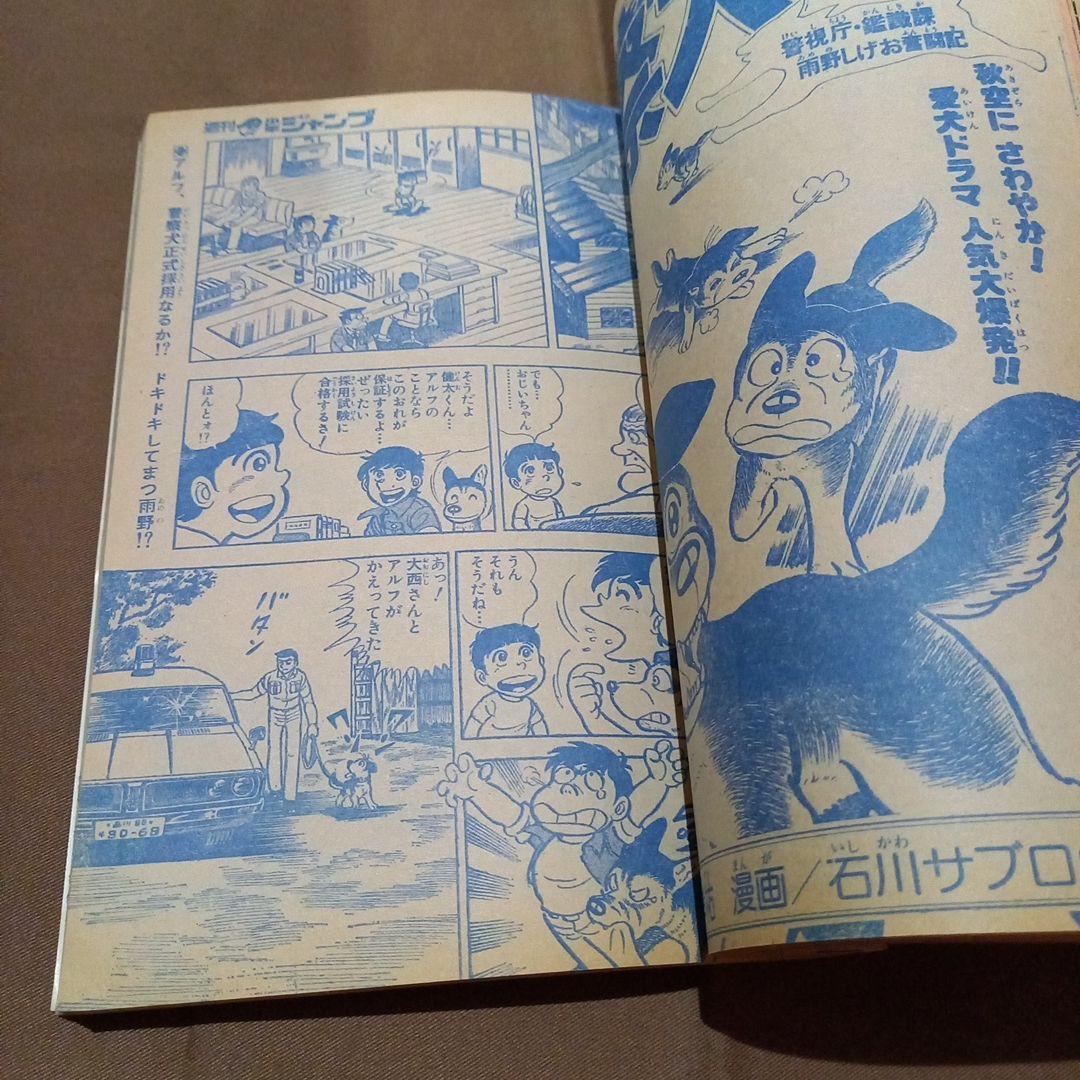 警視庁・鑑識課
雨野しげお奮闘記
秋空に さわやか!
愛犬ドラマ 人気大爆発!!
漫画/石川サブロ
週刊少年ジャンプ
アルフ、警察犬正式採用なるか!? ドキドキしてまつ雨野!?
でも…
おじいちゃん
そうだよ
健太くん…
アルフの
ことなら
このおれが
保証するよ…
ぜったい
採用試験に
合格するさ!
ほんとォ!?
うん
それも
そうだね…
あっ!
大西さんと
アルフが
かえってきた
バタン
品川 88
90-69